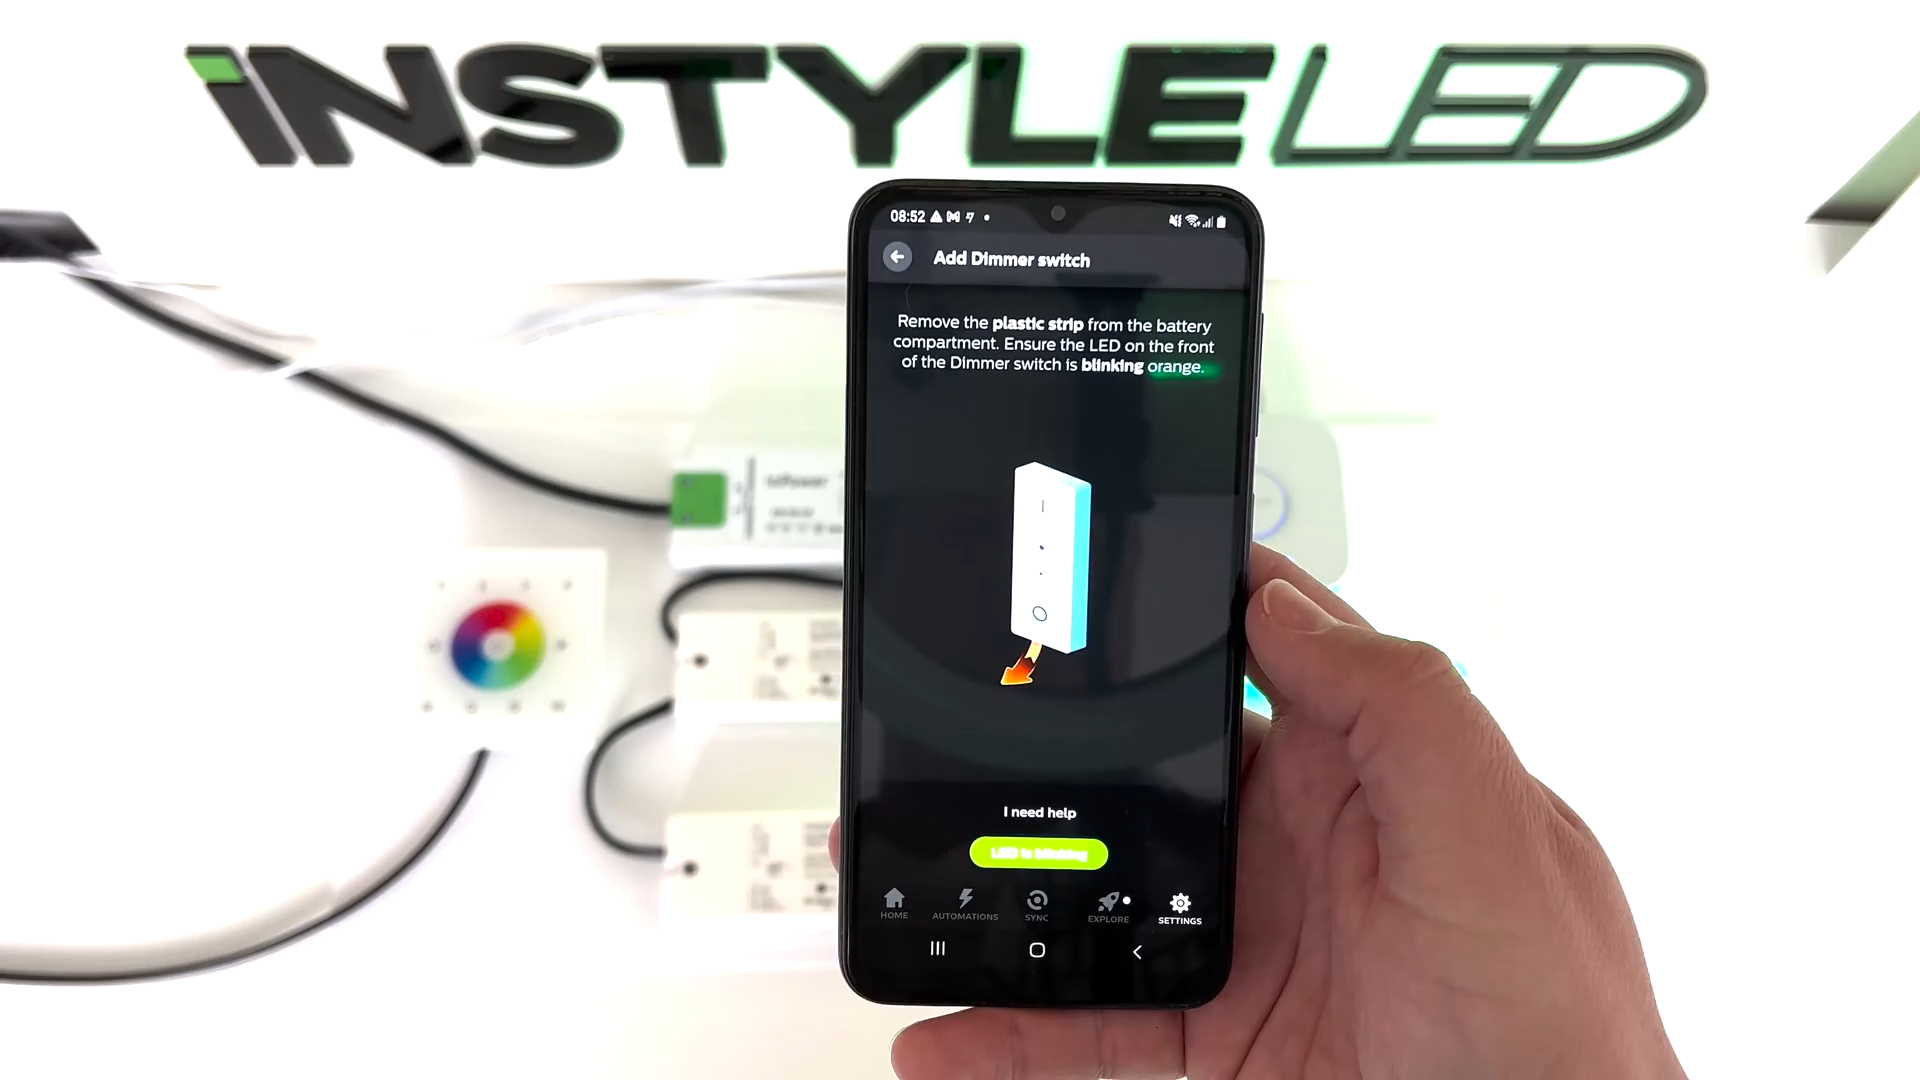 iNSTYLELED
08:52
Add Dimmer switch
Remove the plastic strip from the battery
compartment. Ensure the LED on the front
of the Dimmer switch is blinking orange.
I need help
LED is blinking
HOME
AUTOMATIONS
SYNC
EXPLORE
SETTINGS